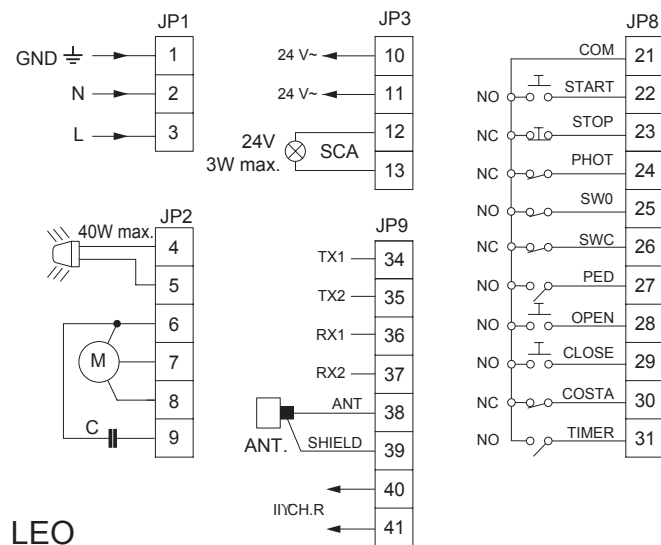 JP1
GND 1
N 2
L 3
JP2
40W max. 4
5
6
M 7
8
C 9
JP3
24 V~ 10
24 V~ 11
12
24V
3W max.
SCA
13
JP9
TX1 34
TX2 35
RX1 36
RX2 37
ANT 38
ANT.
SHIELD 39
40
II\CH.R
41
JP8
COM 21
NO START 22
NC STOP 23
NC PHOT 24
NO SW0 25
NC SWC 26
NO PED 27
NO OPEN 28
NO CLOSE 29
NC COSTA 30
NO TIMER 31
LEO